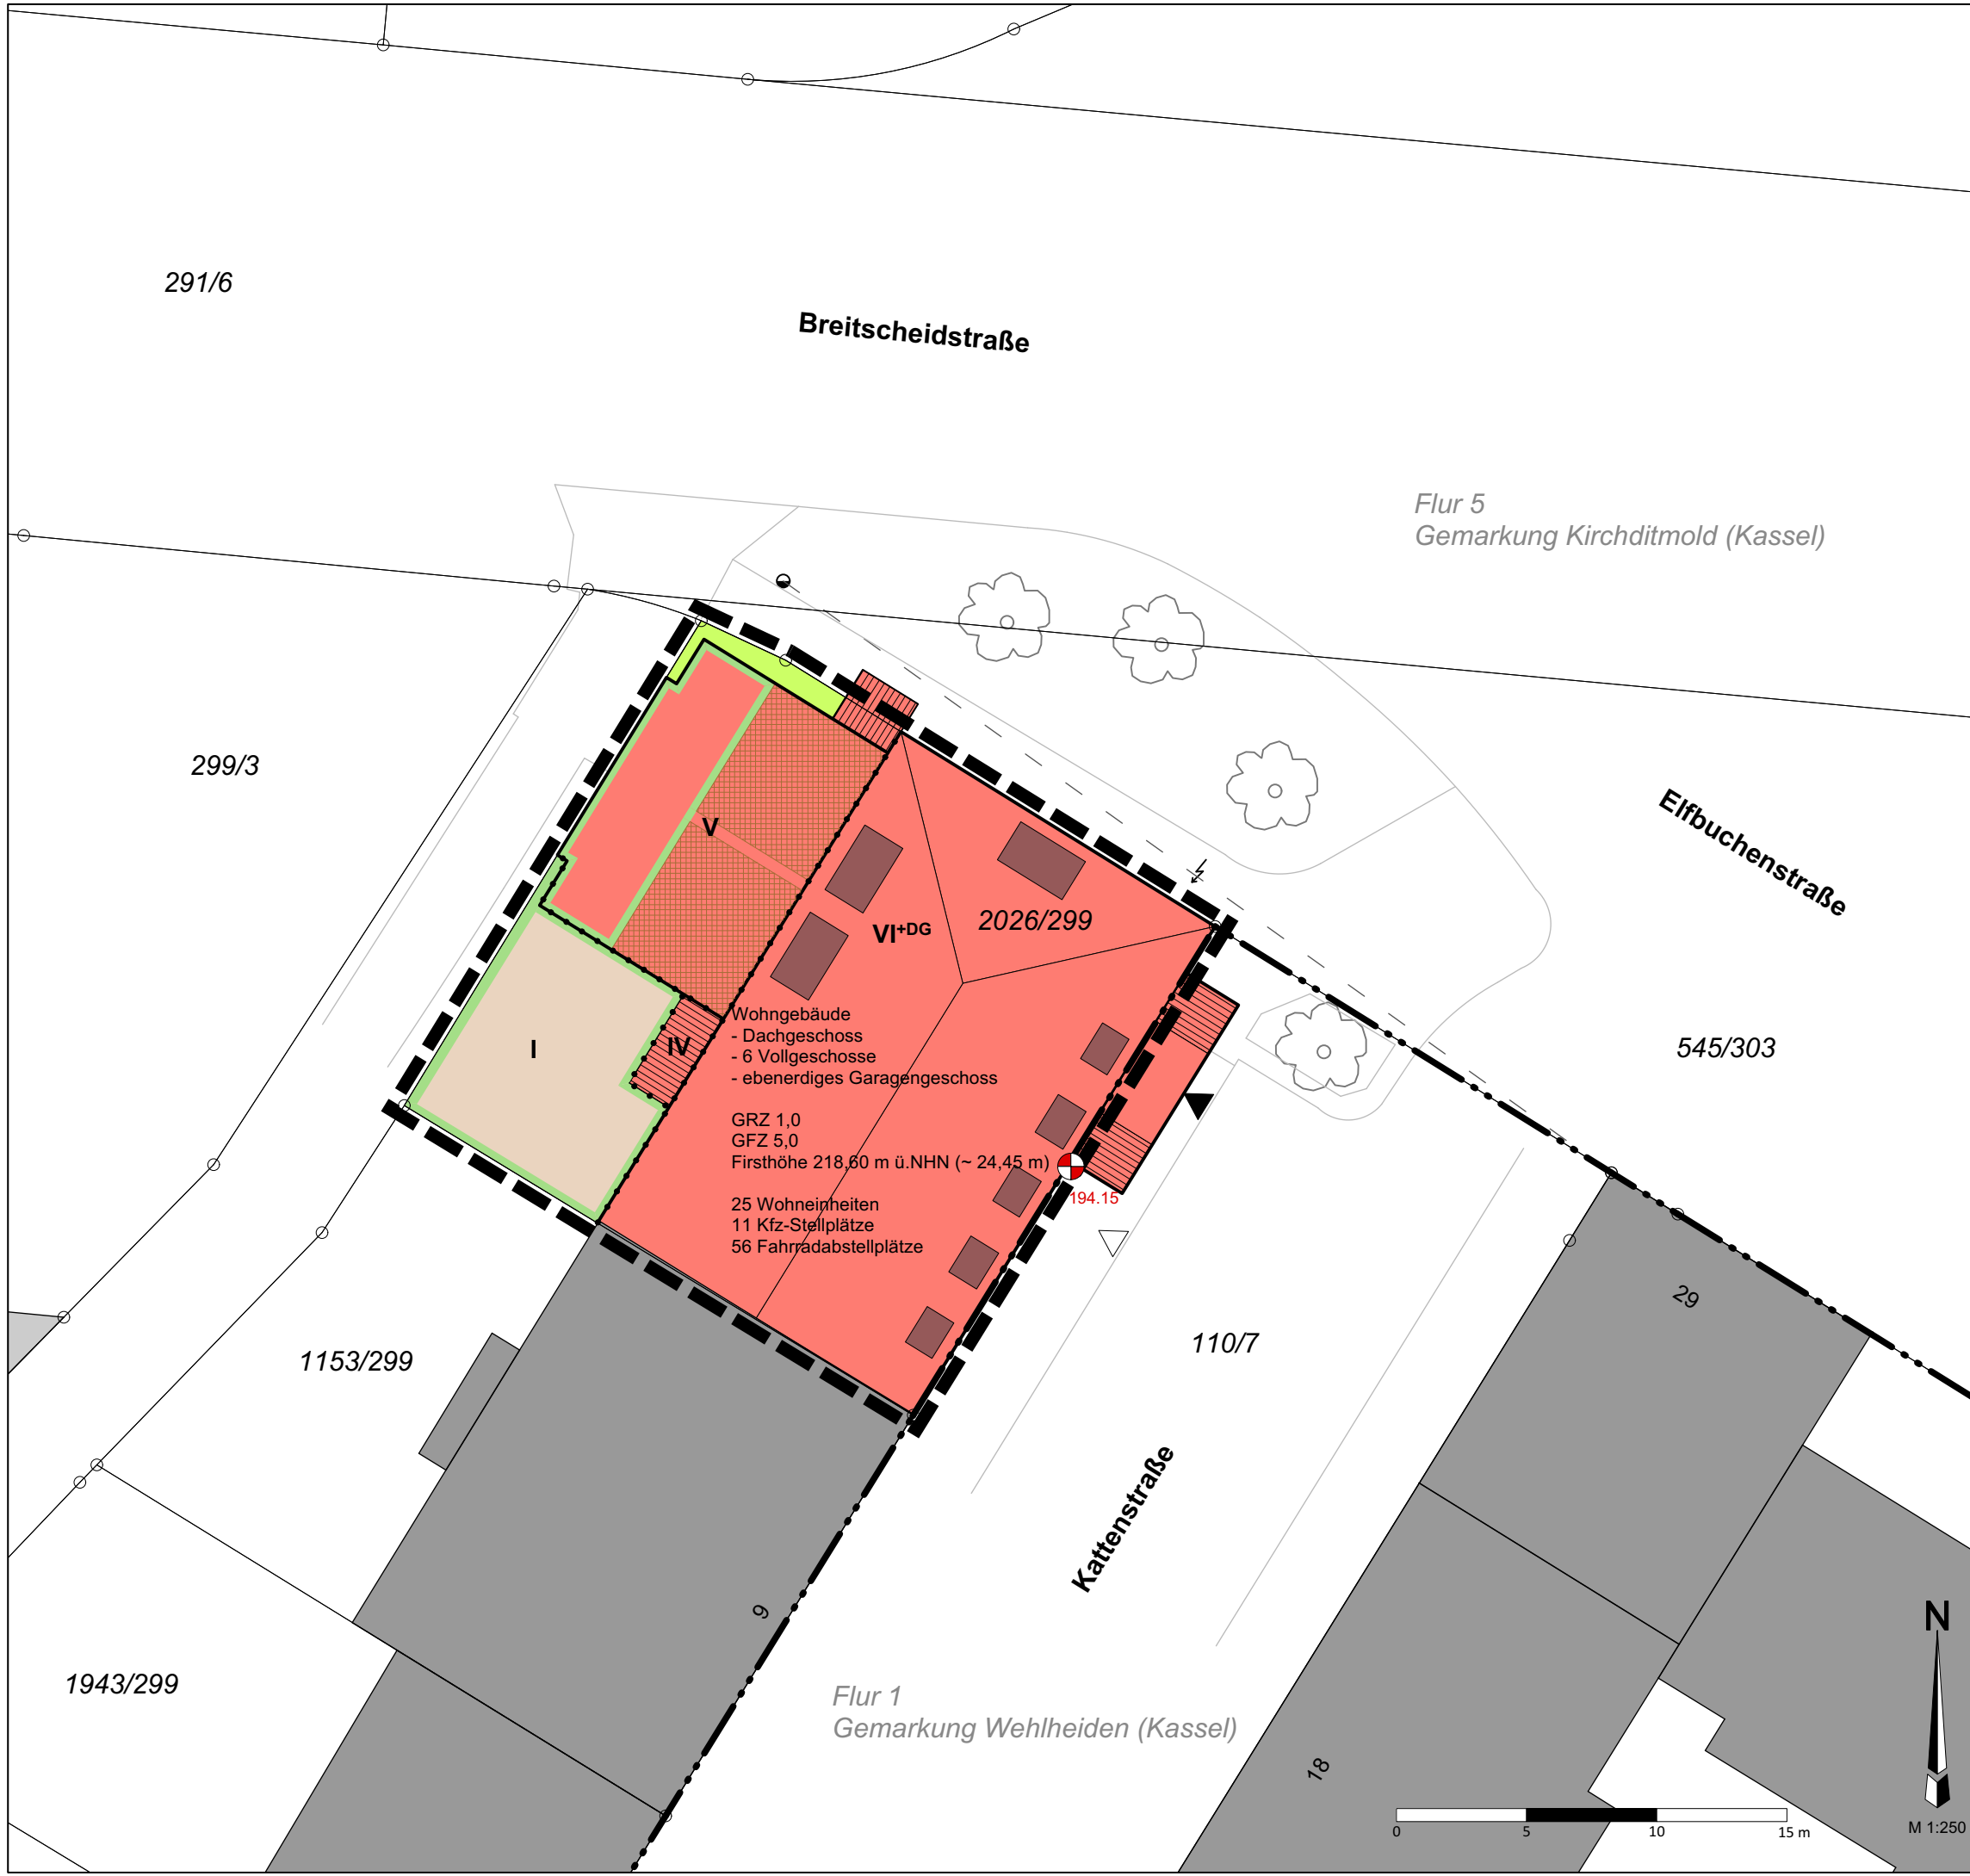 291/6
Breitscheidstraße
Flur 5
Gemarkung Kirchditmold (Kassel)
299/3
Elfbuchenstraße
V
VI+DG
2026/299
I
IV
545/303
Wohngebäude
- Dachgeschoss
- 6 Vollgeschosse
- ebenerdiges Garagengeschoss
GRZ 1,0
GFZ 5,0
Firsthöhe 218,60 m ü.NHN (~ 24,45 m)
194.15
25 Wohneinheiten
11 Kfz-Stellplätze
56 Fahrradabstellplätze
29
1153/299
110/7
Kattenstraße
9
1943/299
Flur 1
Gemarkung Wehlheiden (Kassel)
18
N
0 5 10 15 m
M 1:250